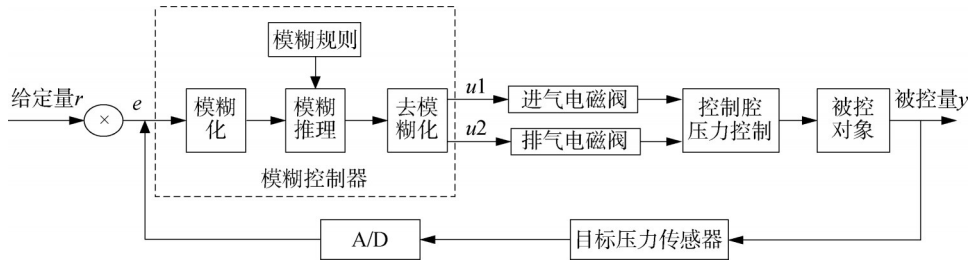 模糊规则
给定量r
×
e
模糊
化
模糊
推理
去模
糊化
u1
u2
进气电磁阀
排气电磁阀
控制腔
压力控制
被控
对象
被控量y
模糊控制器
A/D
目标压力传感器